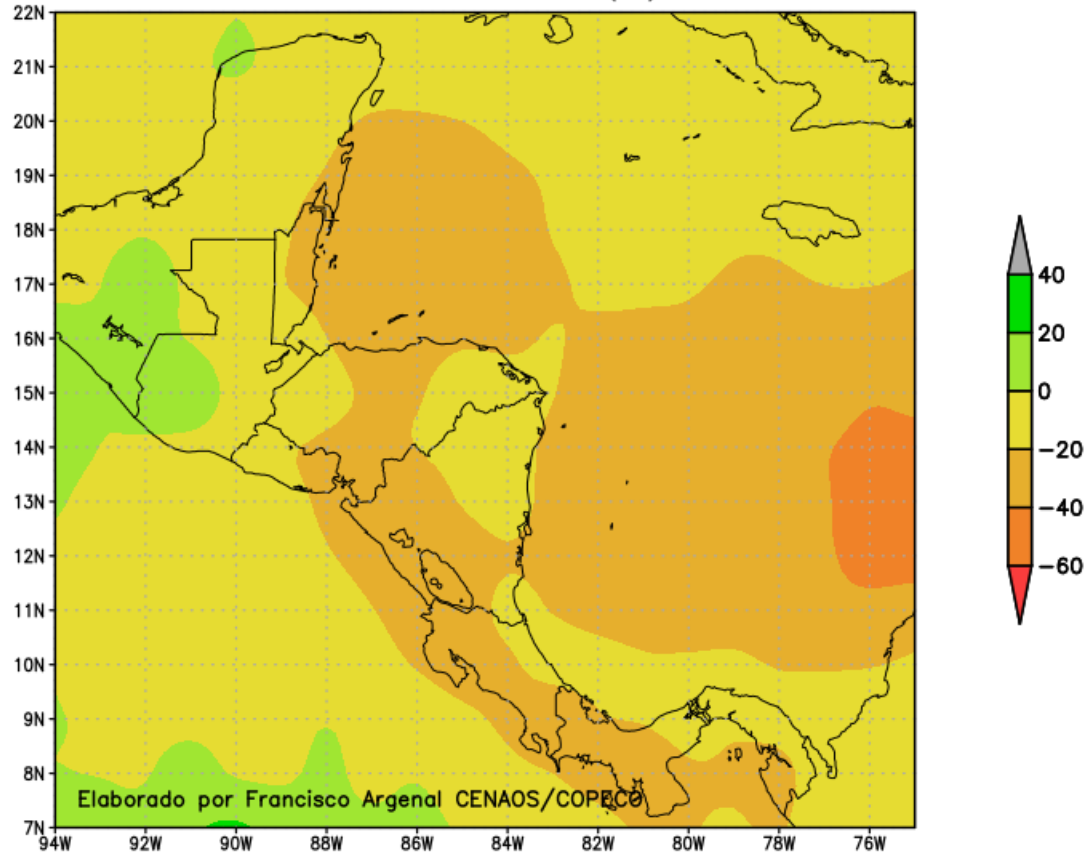 22N
21N
20N
19N
18N
17N
16N
15N
14N
13N
12N
11N
10N
9N
8N
7N
Elaborado por Francisco Argenal CENAOS/COPECO
94W 92W 90W 88W 86W 84W 82W 80W 78W 76W
40
20
0
−20
−40
−60